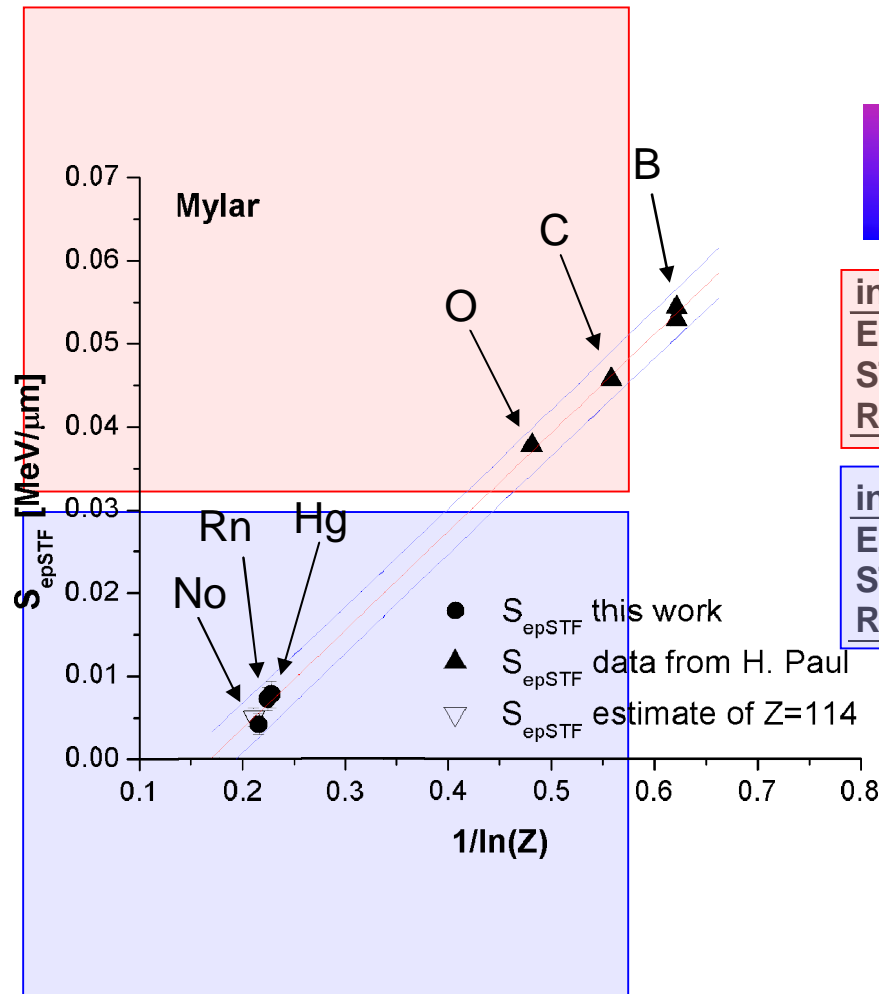 Mylar
B
C
O
Rn
Hg
No
S_epSTF [MeV/μm]
0.07
0.06
0.05
0.04
0.03
0.02
0.01
0.00
0.1 0.2 0.3 0.4 0.5 0.6 0.7 0.8
1/ln(Z)
S_epSTF this work
S_epSTF data from H. Paul
S_epSTF estimate of Z=114
E
S
R
E
S
R